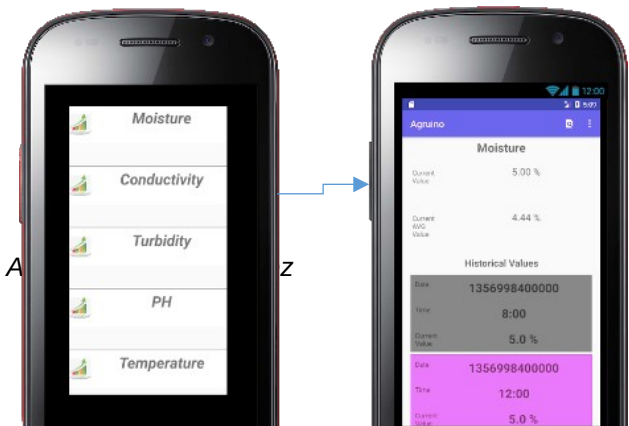 Moisture
Conductivity
Turbidity
PH
Temperature
A
z
12:00
5:09
Agruino
Moisture
Current
Value
5.00 %
Current
AVG
Value
4.44 %
Historical Values
Date
1356998400000
Time
8:00
Current
Value
5.0 %
Date
1356998400000
Time
12:00
Current
Value
5.0 %